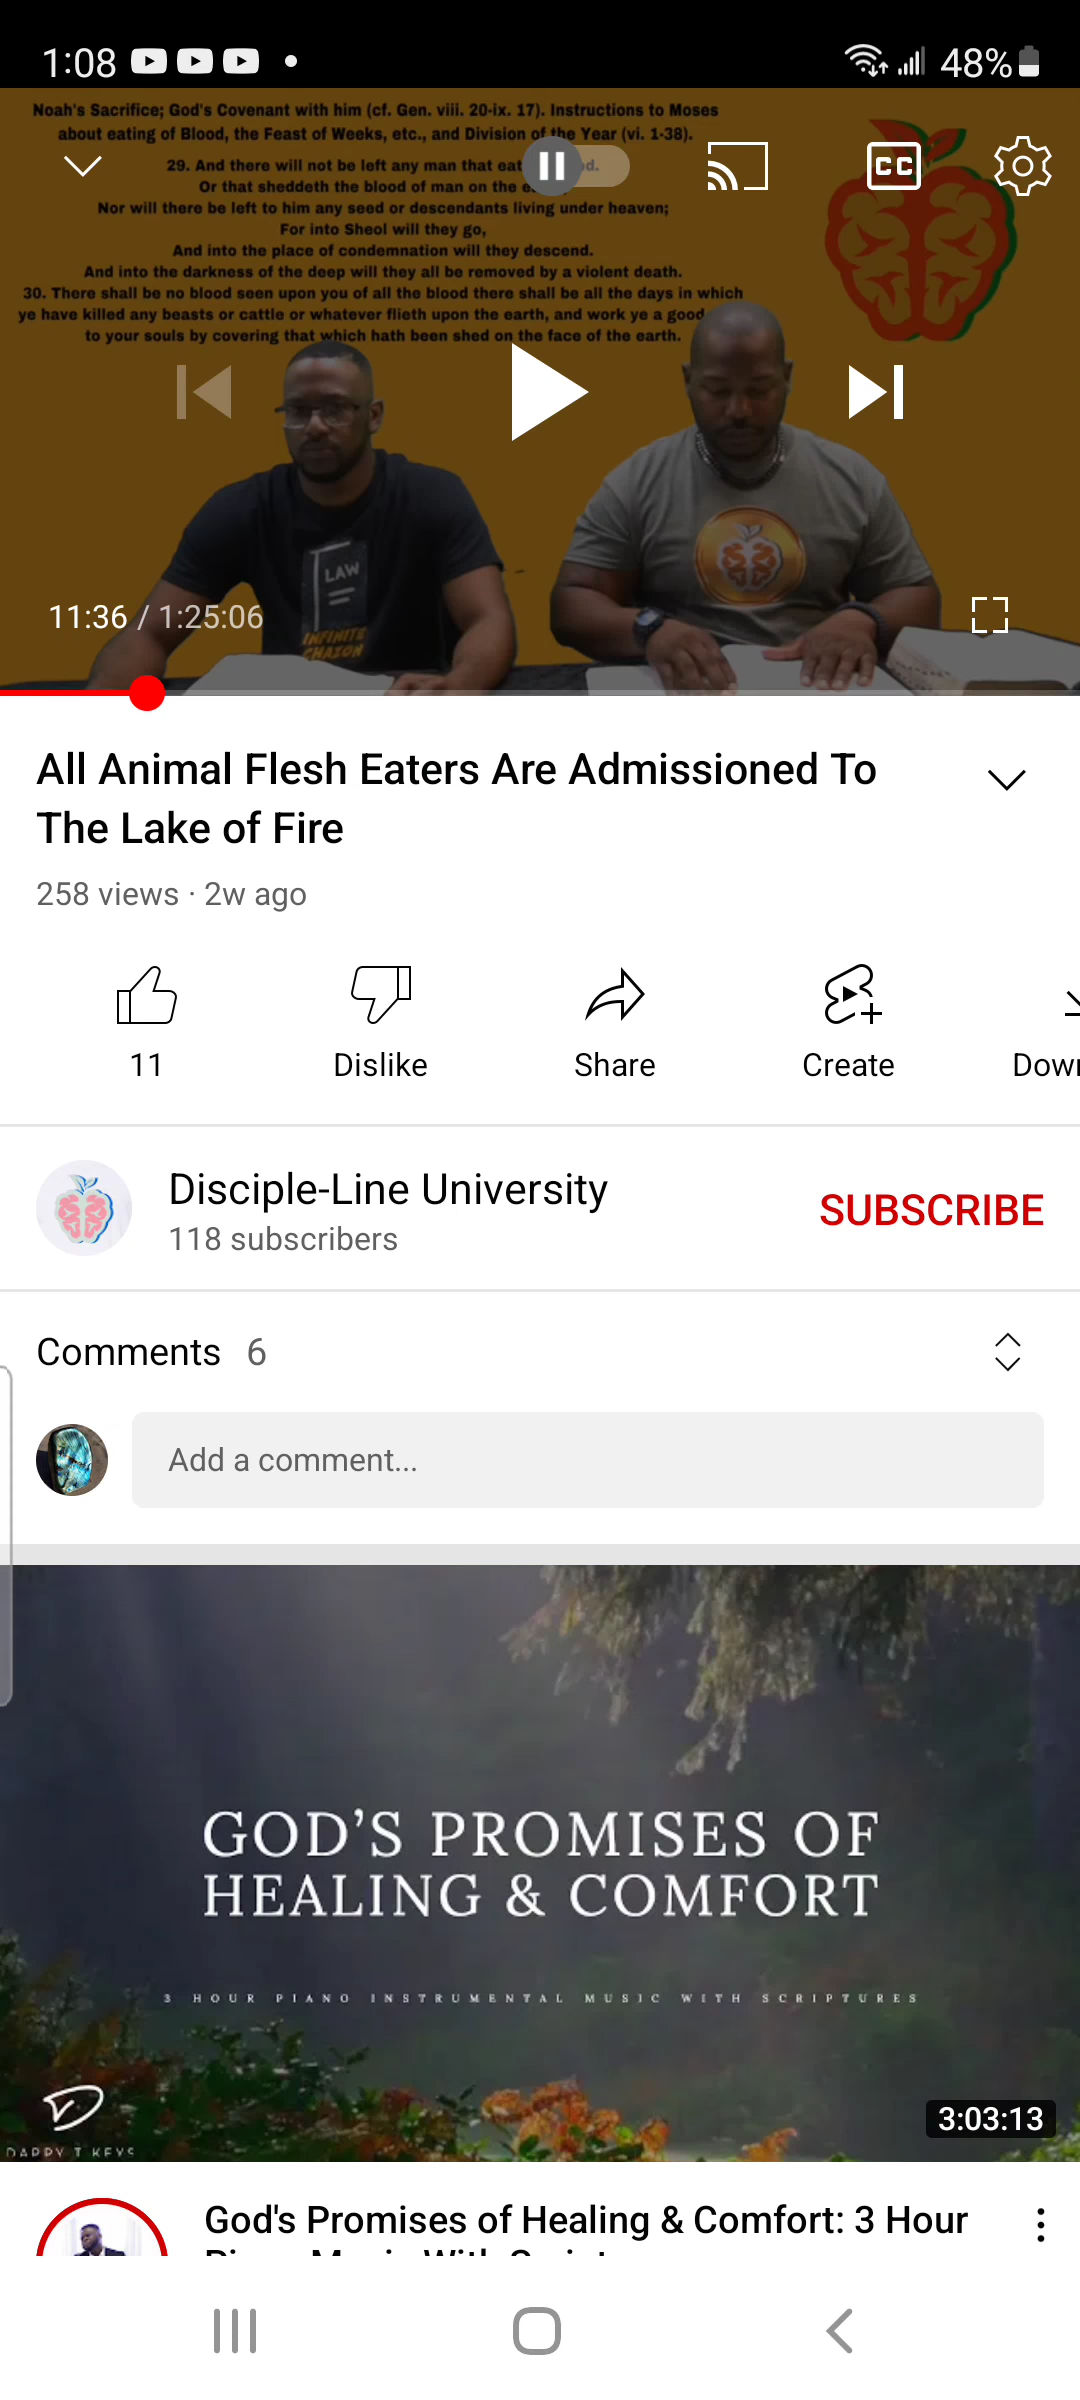 1:08
48%
Noah's Sacrifice; God's Covenant with him (cf. Gen. viii. 20-ix. 17). Instructions to Moses
about eating of Blood, the Feast of Weeks, etc., and Division of the Year (vi. 1-38).
29. And there will not be left any man that eat d.
Or that sheddeth the blood of man on the e
Nor will there be left to him any seed or descendants living under heaven;
For into Sheol will they go,
And into the place of condemnation will they descend.
And into the darkness of the deep will they all be removed by a violent death.
30. There shall be no blood seen upon you of all the blood there shall be all the days in which
ye have killed any beasts or cattle or whatever flieth upon the earth, and work ye a good
to your souls by covering that which hath been shed on the face of the earth.
CC
LAW
INFINITE
CHAZON
11:36 / 1:25:06
All Animal Flesh Eaters Are Admissioned To
The Lake of Fire
258 views · 2w ago
11
Dislike
Share
Create
Down
Disciple-Line University
118 subscribers
SUBSCRIBE
Comments 6
Add a comment...
GOD'S PROMISES OF
HEALING & COMFORT
3 HOUR PIANO INSTRUMENTAL MUSIC WITH SCRIPTURES
DAPPY T KEYS
3:03:13
God's Promises of Healing & Comfort: 3 Hour